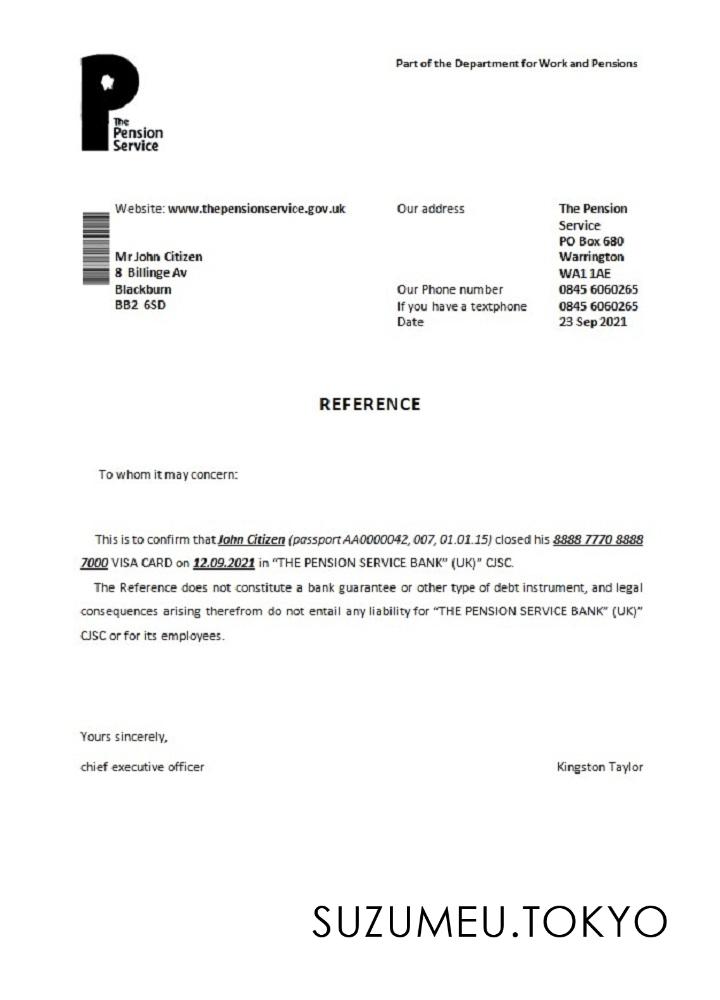 Part of the Department for Work and Pensions
The
Pension
Service
Website: www.thepensionservice.gov.uk
Mr John Citizen
8 Billinge Av
Blackburn
BB2 6SD
Our address
The Pension
Service
PO Box 680
Warrington
WA1 1AE
Our Phone number 0845 6060265
If you have a textphone 0845 6060265
Date 23 Sep 2021
REFERENCE
To whom it may concern:
This is to confirm that John Citizen (passport AA0000042, 007, 01.01.15) closed his 8888 7770 8888
7000 VISA CARD on 12.09.2021 in “THE PENSION SERVICE BANK” (UK)” CJSC.
The Reference does not constitute a bank guarantee or other type of debt instrument, and legal
consequences arising therefrom do not entail any liability for “THE PENSION SERVICE BANK” (UK)”
CJSC or for its employees.
Yours sincerely,
chief executive officer Kingston Taylor
SUZUMEU.TOKYO